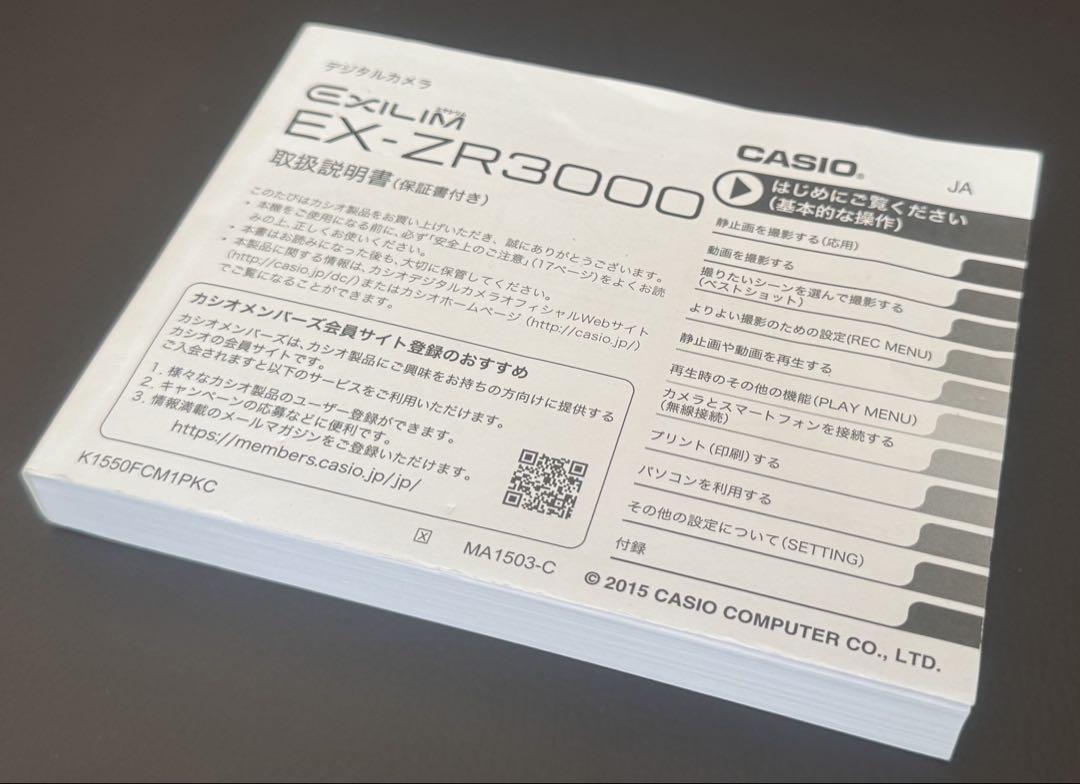 デジタルカメラ
エクシリム
EXILIM
EX-ZR3000
取扱説明書(保証書付き)
このたびはカシオ製品をお買い上げいただき、誠にありがとうございます。
・本機をご使用になる前に、必ず「安全上のご注意」(17ページ)をよくお読
みの上、正しくお使いください。
・本書はお読みになった後も、大切に保管してください。
・本製品に関する情報は、カシオデジタルカメラオフィシャルWebサイト
(http://casio.jp/dc/)またはカシオホームページ(http://casio.jp/)
でご覧になることができます。
カシオメンバーズ会員サイト登録のおすすめ
カシオメンバーズは、カシオ製品にご興味をお持ちの方向けに提供する
カシオの会員サイトです。
ご入会されますと以下のサービスをご利用いただけます。
1. 様々なカシオ製品のユーザー登録ができます。
2. キャンペーンの応募などに便利です。
3. 情報満載のメールマガジンをご登録いただけます。
https://members.casio.jp/jp/
K1550FCM1PKC
X
MA1503-C
CASIO®
JA
はじめにご覧ください
(基本的な操作)
静止画を撮影する(応用)
動画を撮影する
撮りたいシーンを選んで撮影する
(ベストショット)
よりよい撮影のための設定(REC MENU)
静止画や動画を再生する
再生時のその他の機能(PLAY MENU)
カメラとスマートフォンを接続する
(無線接続)
プリント(印刷)する
パソコンを利用する
その他の設定について(SETTING)
付録
© 2015 CASIO COMPUTER CO., LTD.